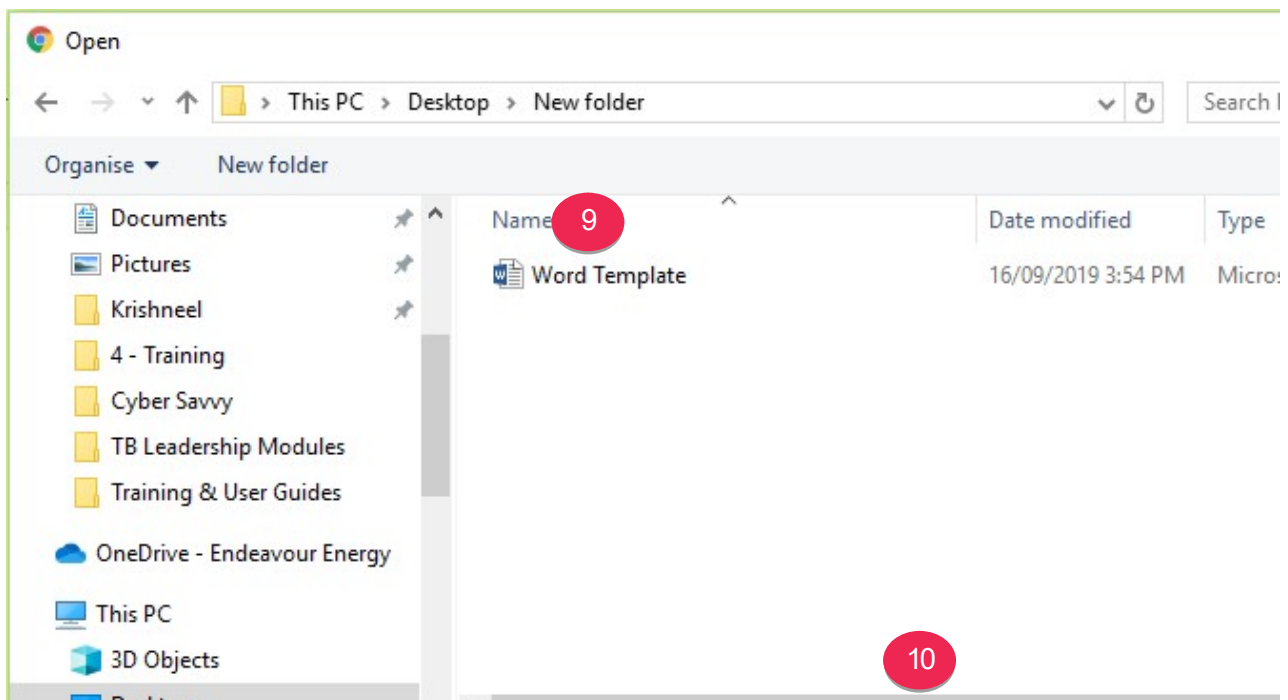 Open
This PC > Desktop > New folder
Search
Organise
New folder
Name
9
Date modified
Type
Word Template
16/09/2019 3:54 PM
Micros
Documents
Pictures
Krishneel
4 - Training
Cyber Savvy
TB Leadership Modules
Training & User Guides
OneDrive - Endeavour Energy
This PC
3D Objects
10